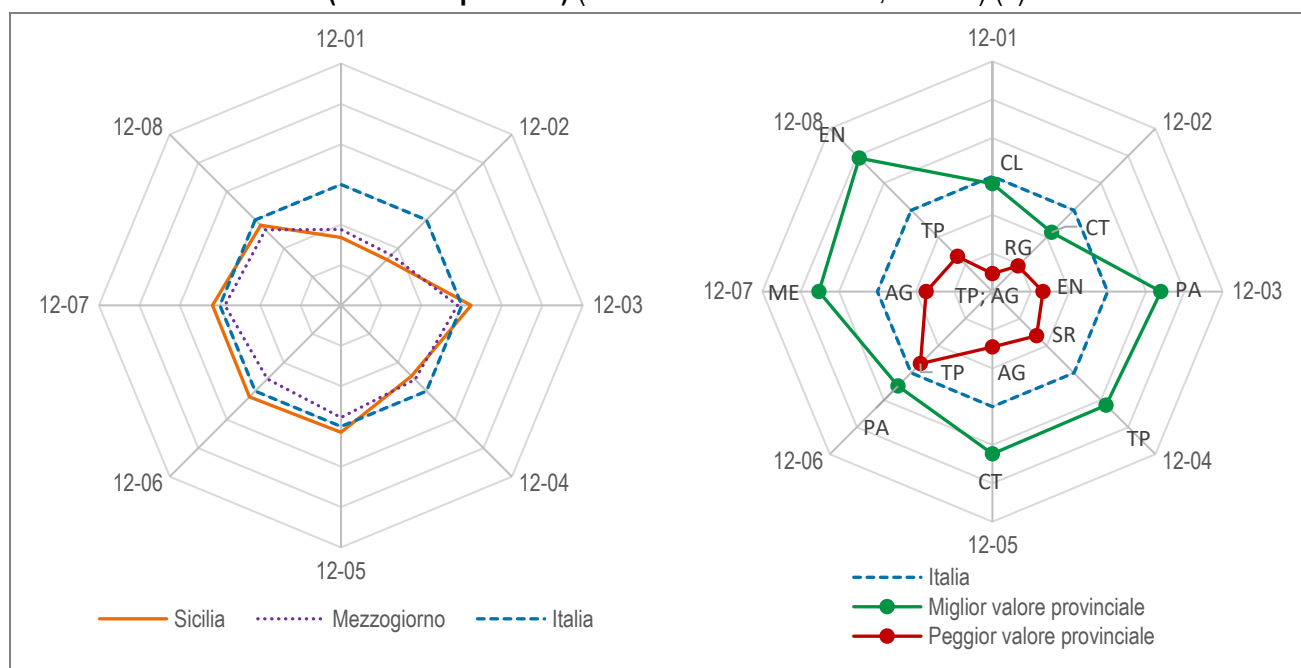 12-01
12-02
12-03
12-04
12-05
12-06
12-07
12-08
Sicilia
Mezzogiorno
Italia
12-01
12-02
12-03
12-04
12-05
12-06
12-07
12-08
EN
CL
CT
TP
RG
ME
AG
TP; AG
EN
PA
SR
AG
TP
PA
TP
CT
Italia
Miglior valore provinciale
Peggior valore provinciale